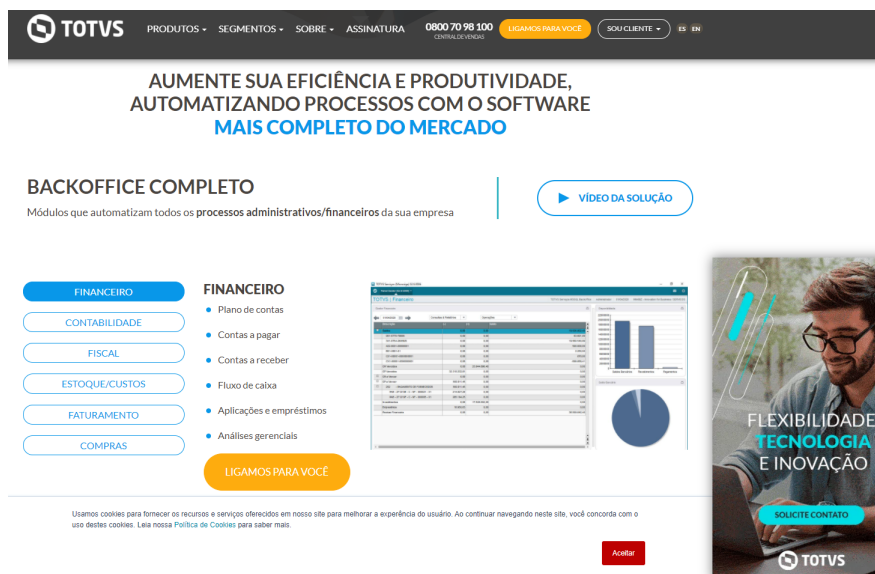 TOTVS
PRODUTOS
SEGMENTOS
SOBRE
ASSINATURA
0800 70 98 100
CENTRAL DE VENDAS
LIGAMOS PARA VOCÊ
SOU CLIENTE
ES
EN
AUMENTE SUA EFICIÊNCIA E PRODUTIVIDADE,
AUTOMATIZANDO PROCESSOS COM O SOFTWARE
MAIS COMPLETO DO MERCADO
BACKOFFICE COMPLETO
Módulos que automatizam todos os processos administrativos/financeiros da sua empresa
VÍDEO DA SOLUÇÃO
FINANCEIRO
CONTABILIDADE
FISCAL
ESTOQUE/CUSTOS
FATURAMENTO
COMPRAS
FINANCEIRO
Plano de contas
Contas a pagar
Contas a receber
Fluxo de caixa
Aplicações e empréstimos
Análises gerenciais
LIGAMOS PARA VOCÊ
TOTVS | Financeiro
FLEXIBILIDADE
TECNOLOGIA
E INOVAÇÃO
SOLICITE CONTATO
TOTVS
Usamos cookies para fornecer os recursos e serviços oferecidos em nosso site para melhorar a experência do usuário. Ao continuar navegando neste site, você concorda com o
uso destes cookies. Leia nossa Política de Cookies para saber mais.
Aceitar